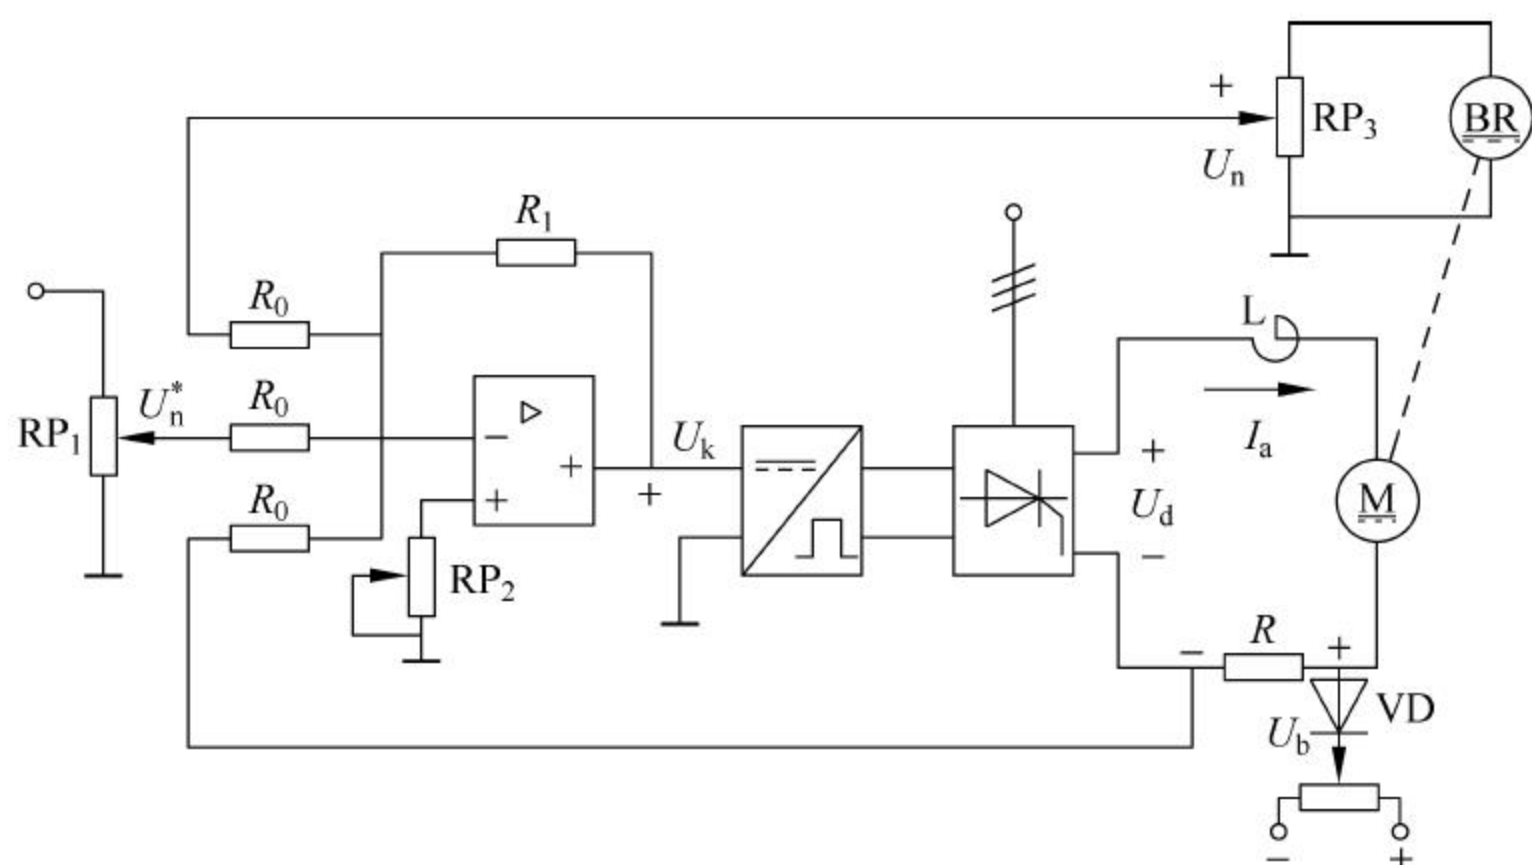 BR
RP₃
+
Uₙ
R₁
L
R₀
Iₐ
RP₁
Uₙ*
R₀
−
+
+
Uₖ
+
+
U_d
−
M
R₀
RP₂
−
R
+
VD
U_b
−
+